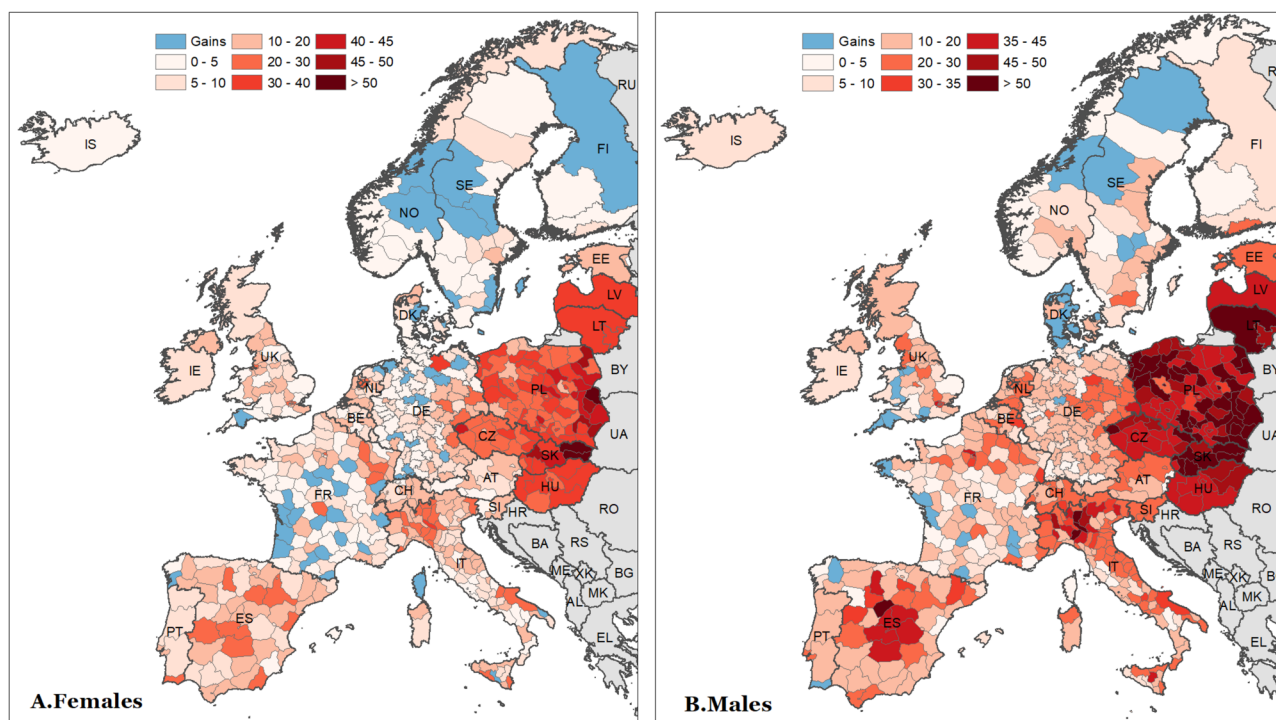 Gains 10 - 20 40 - 45
0 - 5 20 - 30 45 - 50
5 - 10 30 - 40 > 50
RU
IS
FI
SE
NO
EE
LV
DK
LT
UK
IE
BY
NL
PL
BE
DE
UA
CZ
SK
FR
AT
HU
CH
SI
HR
RO
BA
RS
IT
ME
XK
BG
MK
AL
ES
PT
EL
A.Females
Gains 10 - 20 35 - 45
0 - 5 20 - 30 45 - 50
5 - 10 30 - 35 > 50
R
IS
FI
SE
NO
EE
LV
DK
LT
UK
IE
BY
NL
PL
BE
DE
UA
CZ
SK
FR
AT
HU
CH
SI
HR
RO
BA
RS
IT
ME
XK
B
MK
AL
ES
PT
EL
B.Males